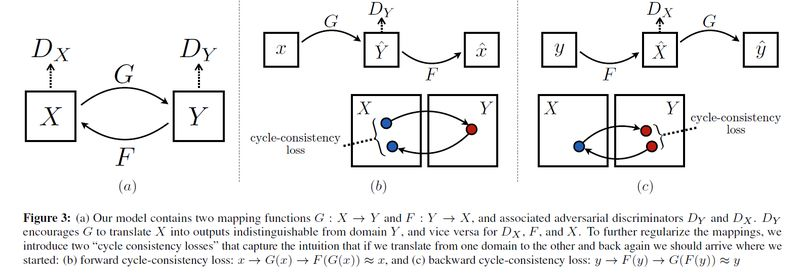 D_X
D_Y
G
X
Y
F
(a)
D_Y
G
x
Ŷ
x̂
F
X
Y
cycle-consistency
loss
(b)
D_X
G
y
X̂
ŷ
F
X
Y
cycle-consistency
loss
(c)
Figure 3: (a) Our model contains two mapping functions G : X → Y and F : Y → X, and associated adversarial discriminators D_Y and D_X. D_Y
encourages G to translate X into outputs indistinguishable from domain Y, and vice versa for D_X, F, and X. To further regularize the mappings, we
introduce two “cycle consistency losses” that capture the intuition that if we translate from one domain to the other and back again we should arrive where we
started: (b) forward cycle-consistency loss: x → G(x) → F(G(x)) ≈ x, and (c) backward cycle-consistency loss: y → F(y) → G(F(y)) ≈ y